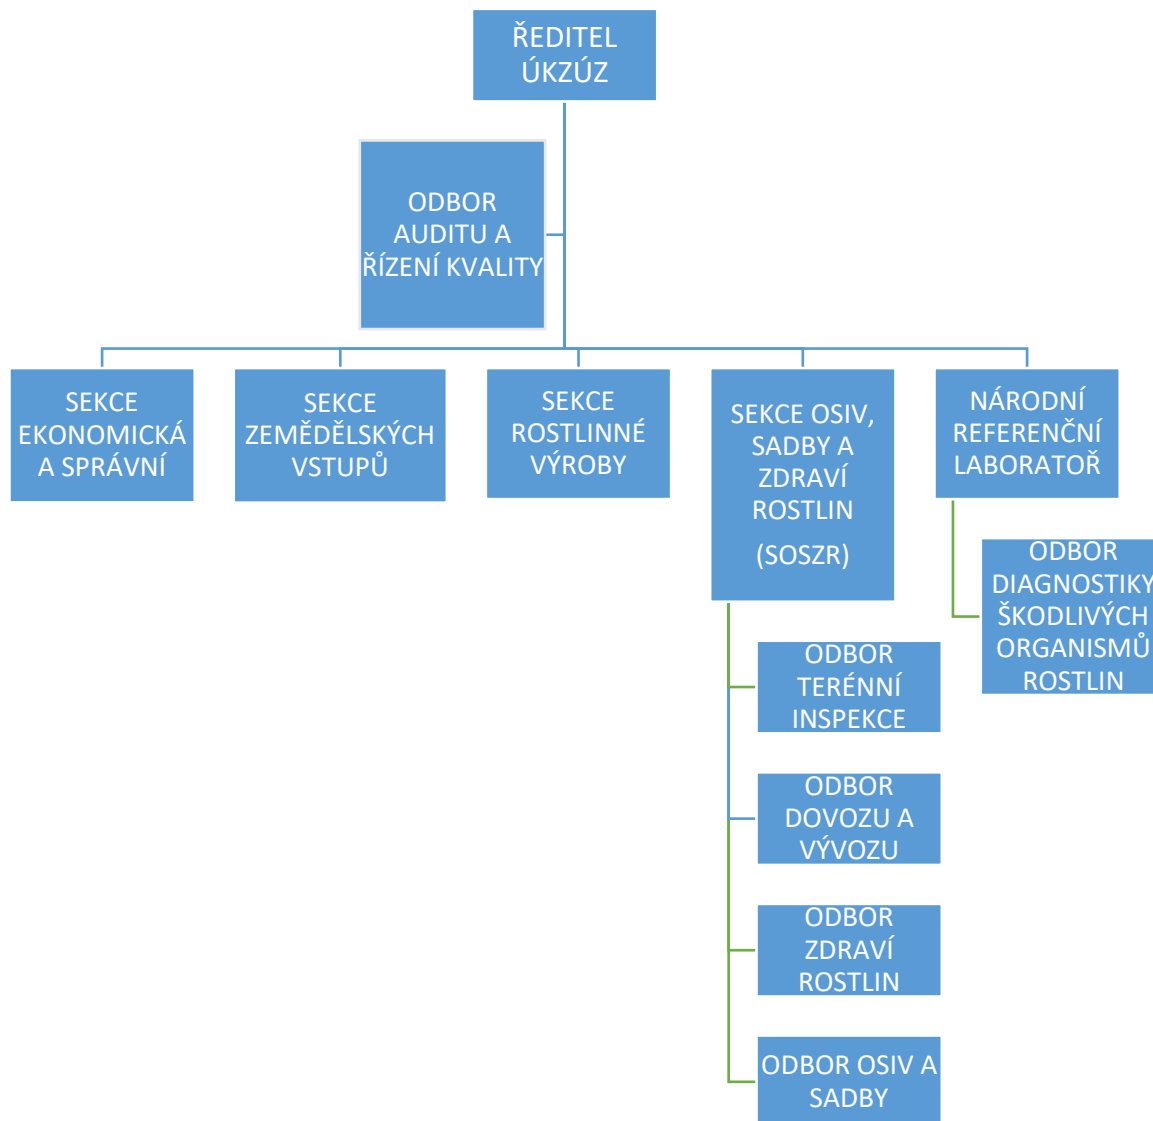 ŘEDITEL
ÚKZÚZ
ODBOR
AUDITU A
ŘÍZENÍ KVALITY
SEKCE
EKONOMICKÁ
A SPRÁVNÍ
SEKCE
ZEMĚDĚLSKÝCH
VSTUPŮ
SEKCE
ROSTLINNÉ
VÝROBY
SEKCE OSIV,
SADBY A
ZDRAVÍ
ROSTLIN
(SOSZR)
NÁRODNÍ
REFERENČNÍ
LABORATOŘ
ODBOR
TERÉNNÍ
INSPEKCE
ODBOR
DOVOZU A
VÝVOZU
ODBOR
ZDRAVÍ
ROSTLIN
ODBOR OSIV A
SADBY
ODBOR
DIAGNOSTIKY
ŠKODLIVÝCH
ORGANISMŮ
ROSTLIN